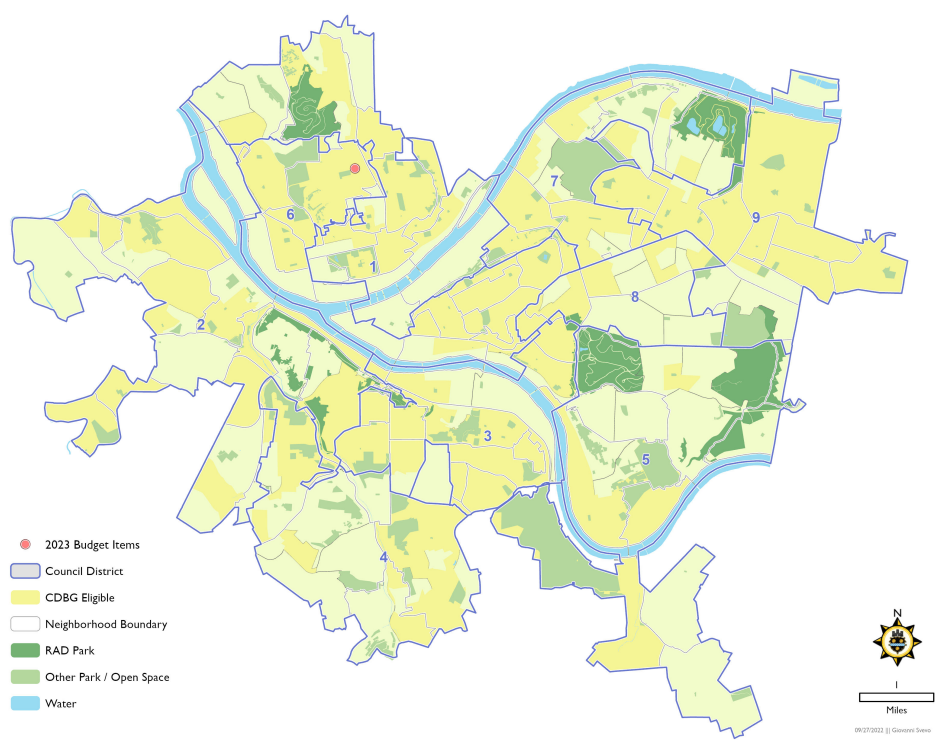 7
9
6
1
8
2
3
5
4
2023 Budget Items
Council District
CDBG Eligible
Neighborhood Boundary
RAD Park
Other Park / Open Space
Water
N
1
Miles
09/27/2022 || Giovanni Svevo